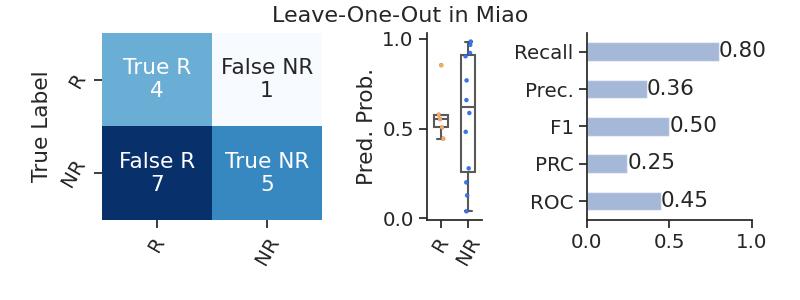 Leave-One-Out in Miao
True Label
R
NR
True R
4
False NR
1
False R
7
True NR
5
R
NR
Pred. Prob.
1.0
0.5
0.0
R
NR
Recall
0.80
Prec.
0.36
F1
0.50
PRC
0.25
ROC
0.45
0.0
0.5
1.0